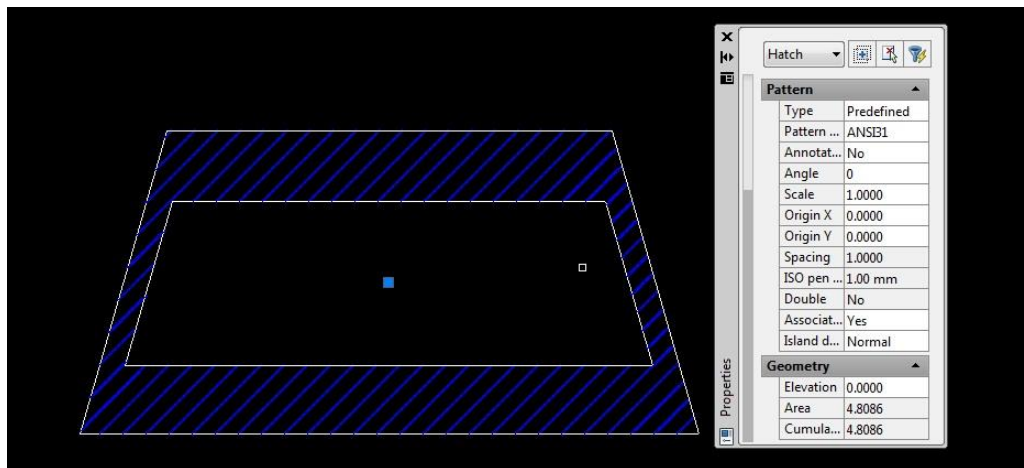 Hatch
Pattern
Type Predefined
Pattern ... ANSI31
Annotat... No
Angle 0
Scale 1.0000
Origin X 0.0000
Origin Y 0.0000
Spacing 1.0000
ISO pen ... 1.00 mm
Double No
Associat... Yes
Island d... Normal
Geometry
Elevation 0.0000
Area 4.8086
Cumula... 4.8086
Properties